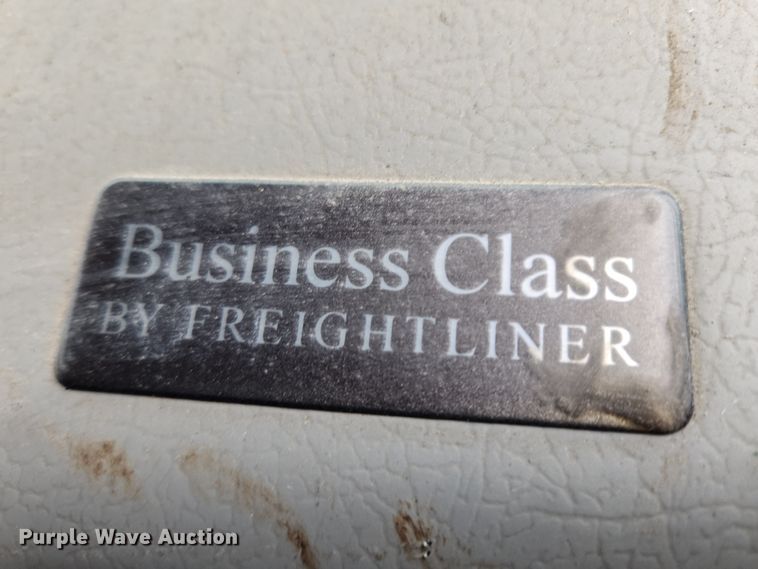 Business Class
BY FREIGHTLINER
Purple Wave Auction